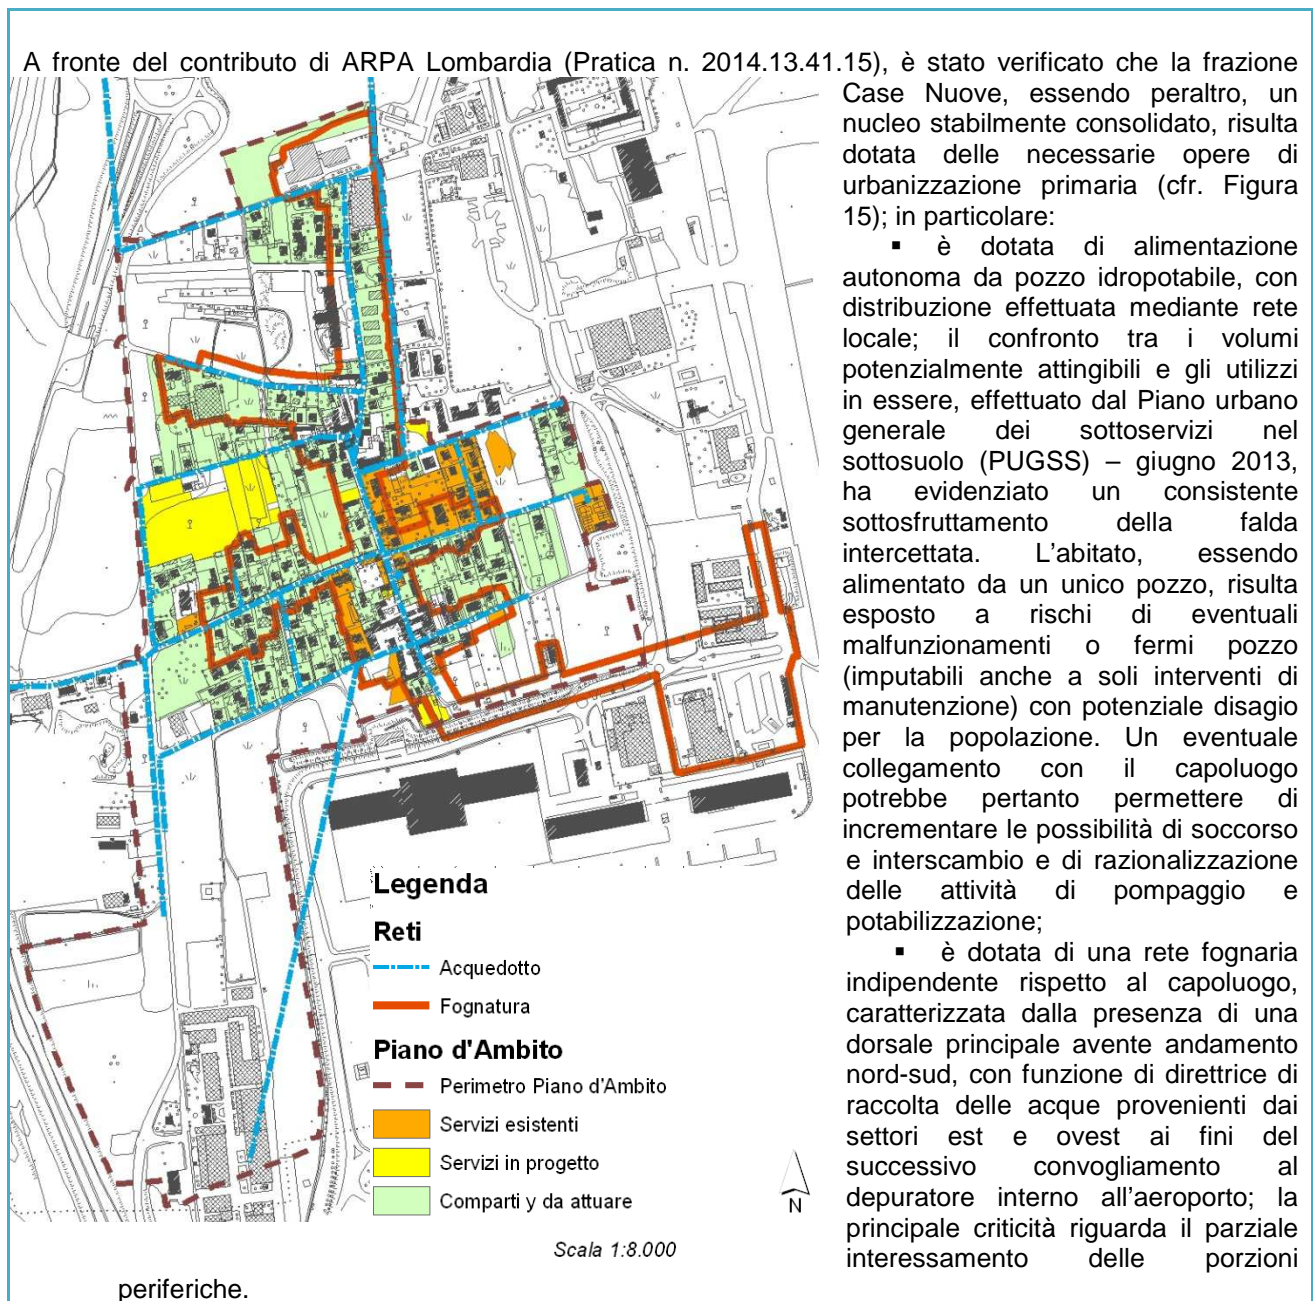 A fronte del contributo di ARPA Lombardia (Pratica n. 2014.13.41.15), è stato verificato che la frazione
Case Nuove, essendo peraltro, un
nucleo stabilmente consolidato, risulta
dotata delle necessarie opere di
urbanizzazione primaria (cfr. Figura
15); in particolare:
▪ è dotata di alimentazione
autonoma da pozzo idropotabile, con
distribuzione effettuata mediante rete
locale; il confronto tra i volumi
potenzialmente attingibili e gli utilizzi
in essere, effettuato dal Piano urbano
generale dei sottoservizi nel
sottosuolo (PUGSS) – giugno 2013,
ha evidenziato un consistente
sottosfruttamento della falda
intercettata. L'abitato, essendo
alimentato da un unico pozzo, risulta
esposto a rischi di eventuali
malfunzionamenti o fermi pozzo
(imputabili anche a soli interventi di
manutenzione) con potenziale disagio
per la popolazione. Un eventuale
collegamento con il capoluogo
potrebbe pertanto permettere di
incrementare le possibilità di soccorso
e interscambio e di razionalizzazione
delle attività di pompaggio e
potabilizzazione;
▪ è dotata di una rete fognaria
indipendente rispetto al capoluogo,
caratterizzata dalla presenza di una
dorsale principale avente andamento
nord-sud, con funzione di direttrice di
raccolta delle acque provenienti dai
settori est e ovest ai fini del
successivo convogliamento al
depuratore interno all'aeroporto; la
principale criticità riguarda il parziale
interessamento delle porzioni
periferiche.
Legenda
Reti
Acquedotto
Fognatura
Piano d'Ambito
Perimetro Piano d'Ambito
Servizi esistenti
Servizi in progetto
Comparti y da attuare
N
Scala 1:8.000